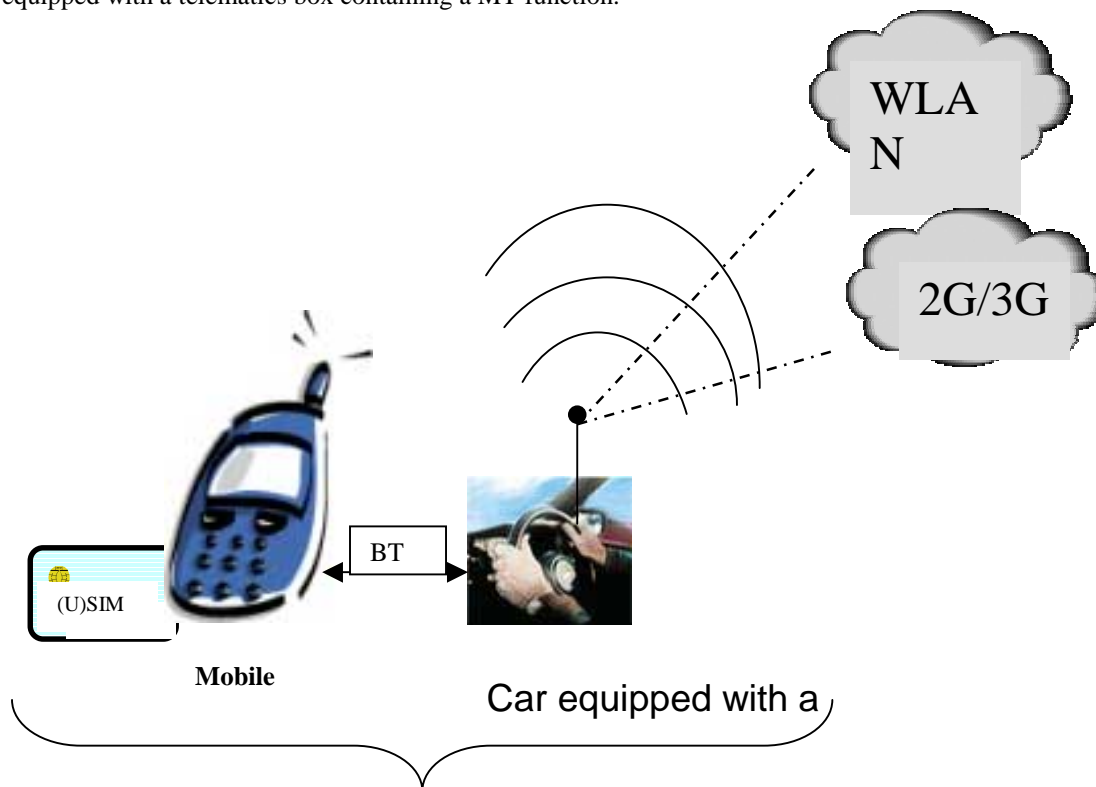 equipped with a telematics box containing a MT function.
WLA
N
2G/3G
BT
(U)SIM
Mobile
Car equipped with a